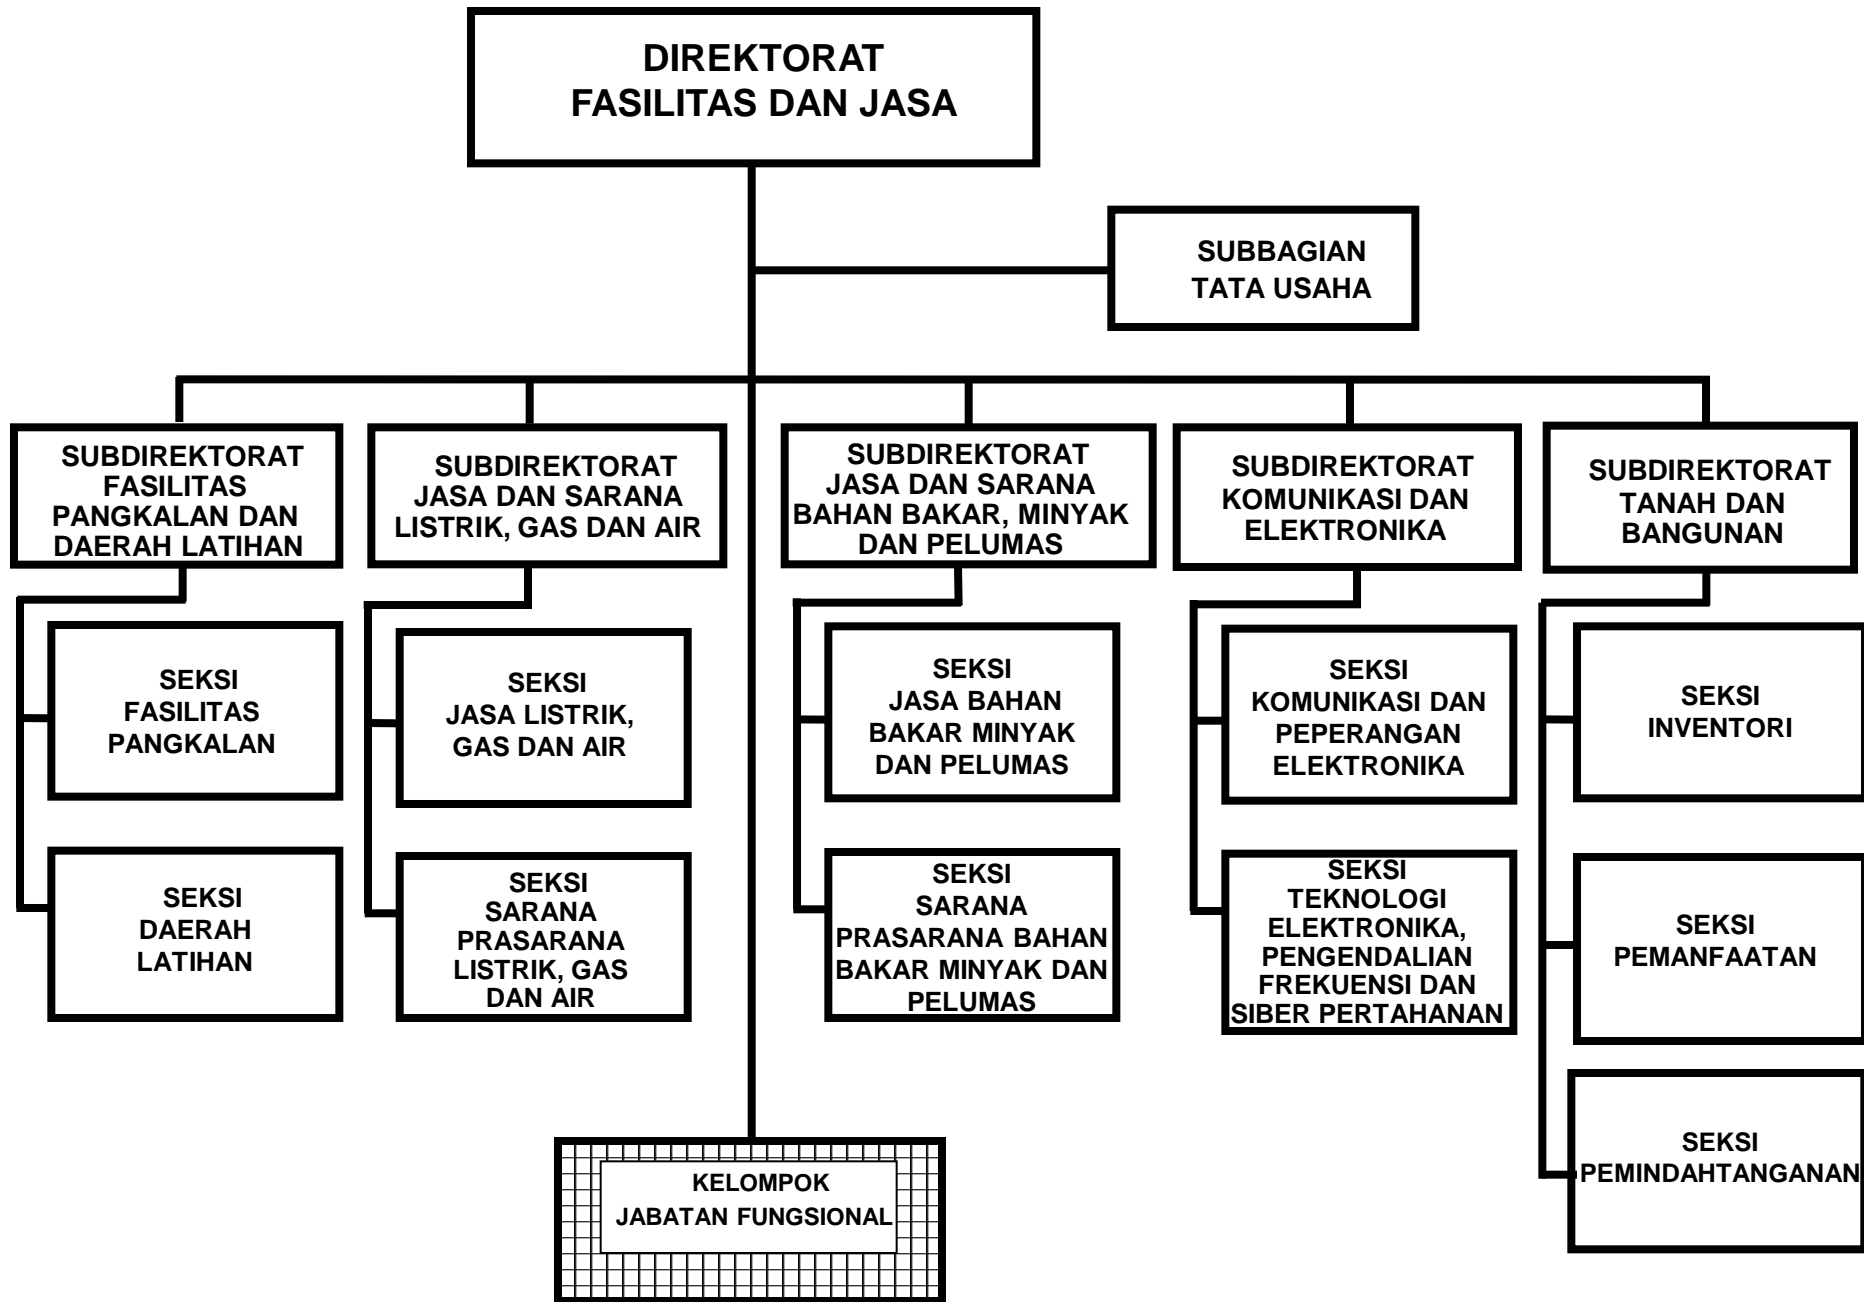 DIREKTORAT
FASILITAS DAN JASA
SUBBAGIAN
TATA USAHA
SUBDIREKTORAT
FASILITAS
PANGKALAN DAN
DAERAH LATIHAN
SUBDIREKTORAT
JASA DAN SARANA
LISTRIK, GAS DAN AIR
SUBDIREKTORAT
JASA DAN SARANA
BAHAN BAKAR, MINYAK
DAN PELUMAS
SUBDIREKTORAT
KOMUNIKASI DAN
ELEKTRONIKA
SUBDIREKTORAT
TANAH DAN
BANGUNAN
SEKSI
FASILITAS
PANGKALAN
SEKSI
JASA LISTRIK,
GAS DAN AIR
SEKSI
JASA BAHAN
BAKAR MINYAK
DAN PELUMAS
SEKSI
KOMUNIKASI DAN
PEPERANGAN
ELEKTRONIKA
SEKSI
INVENTORI
SEKSI
DAERAH
LATIHAN
SEKSI
SARANA
PRASARANA
LISTRIK, GAS
DAN AIR
SEKSI
SARANA
PRASARANA BAHAN
BAKAR MINYAK DAN
PELUMAS
SEKSI
TEKNOLOGI
ELEKTRONIKA,
PENGENDALIAN
FREKUENSI DAN
SIBER PERTAHANAN
SEKSI
PEMANFAATAN
SEKSI
PEMINDAHTANGANAN
KELOMPOK
JABATAN FUNGSIONAL